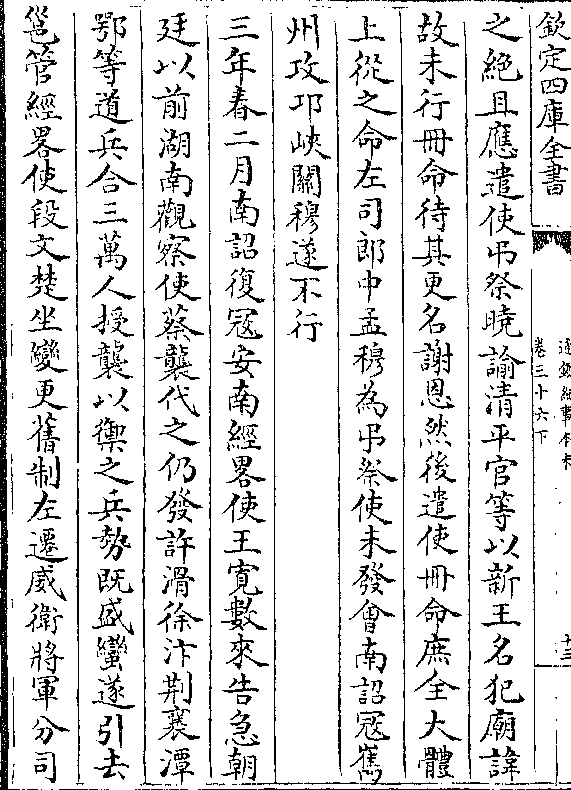 欽定四庫全書
通鑑紀事本末
卷三十六下
十三
之絶且應遣使弔祭曉諭清平官等以新王名犯廟諱
故未行冊命待其更名謝恩然後遣使冊命庶全大體
上從之命左司郎中孟穆為弔祭使未發會南詔冦巂
州攻邛峽關穆遂不行
三年春二月南詔復冦安南經畧使王寛數來告急朝
廷以前湖南觀察使蔡襲代之仍發許滑徐汴荆襄潭
鄂等道兵合三萬人授襲以禦之兵勢既盛蠻遂引去
邕管經畧使段文楚坐變更舊制左遷威衛將軍分司